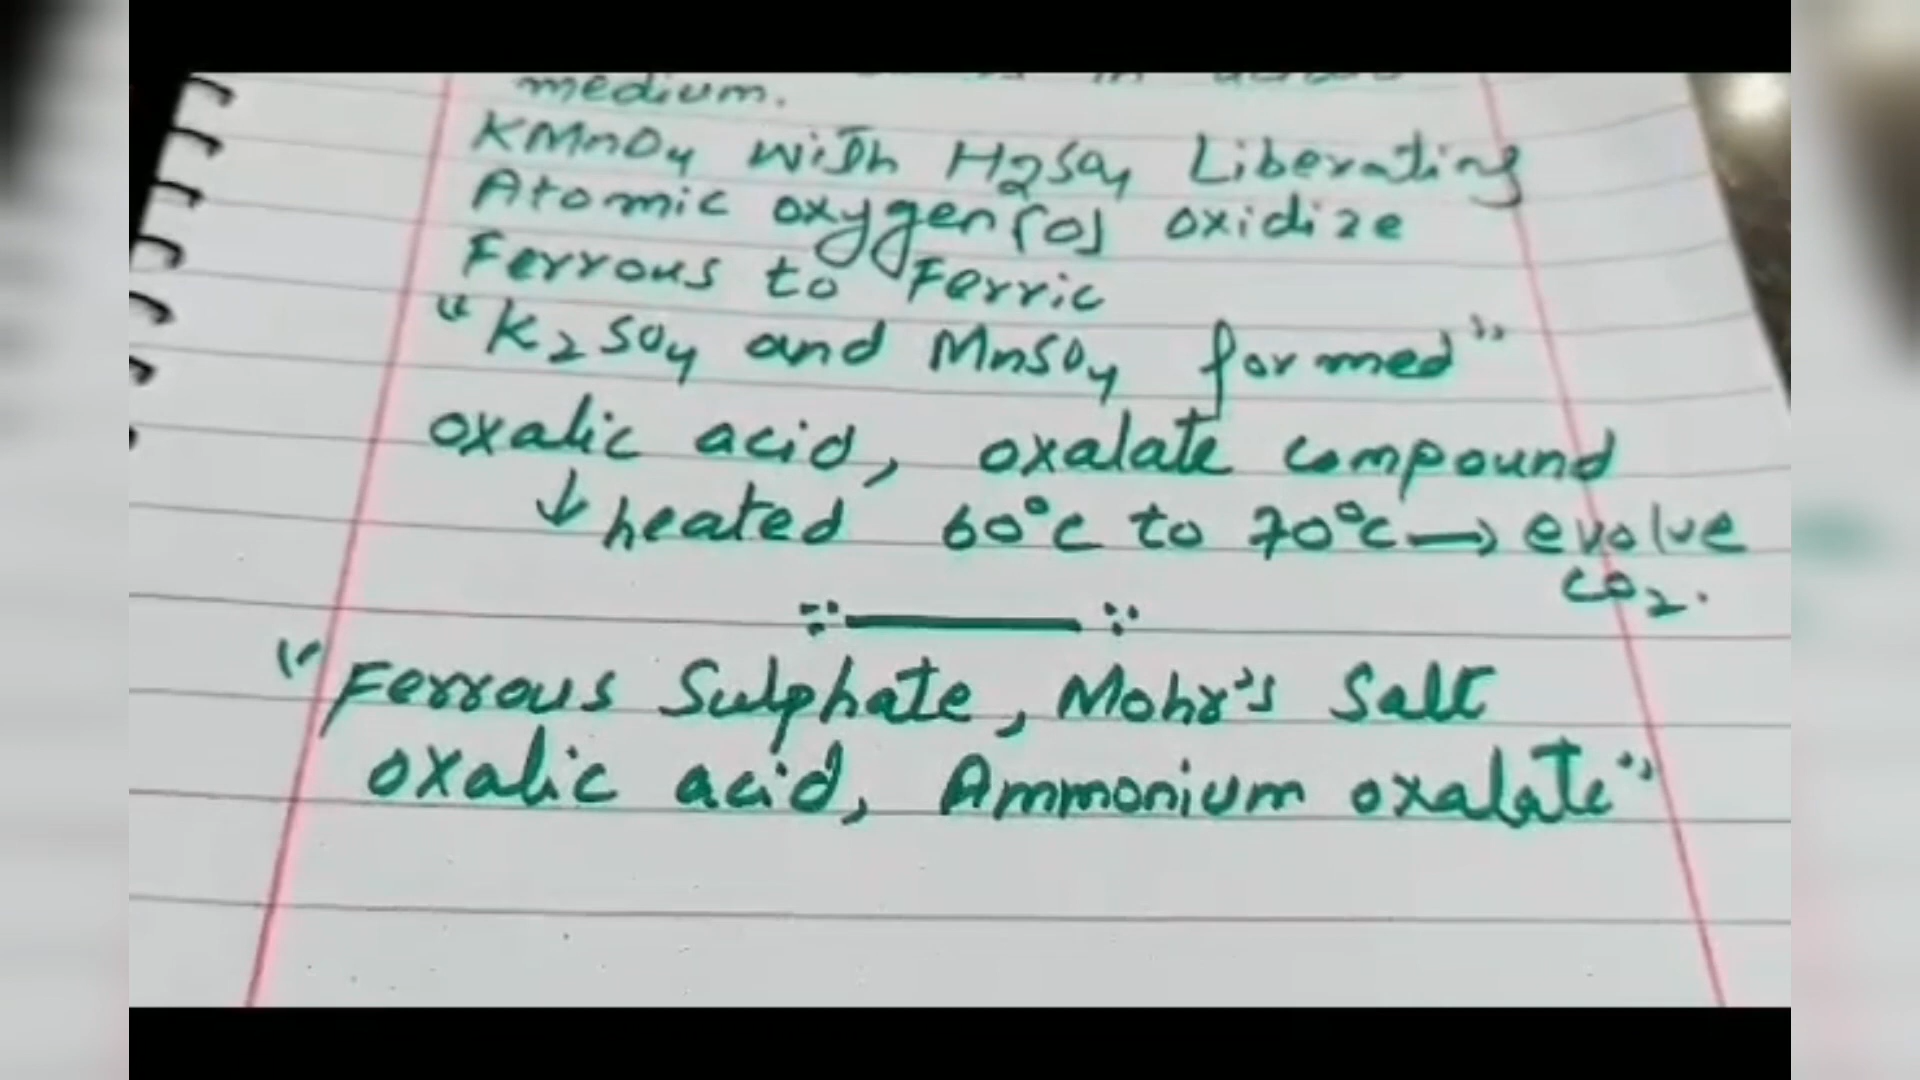 medium.
KMnO4 with H2SO4 Liberating
Atomic oxygen[O] oxidize
Ferrous to Ferric
"K2SO4 and MnSO4 formed"
oxalic acid, oxalate compound
↓ heated 60°C to 70°C → evolve
CO2.
"Ferrous Sulphate, Mohr's Salt
oxalic acid, Ammonium oxalate"